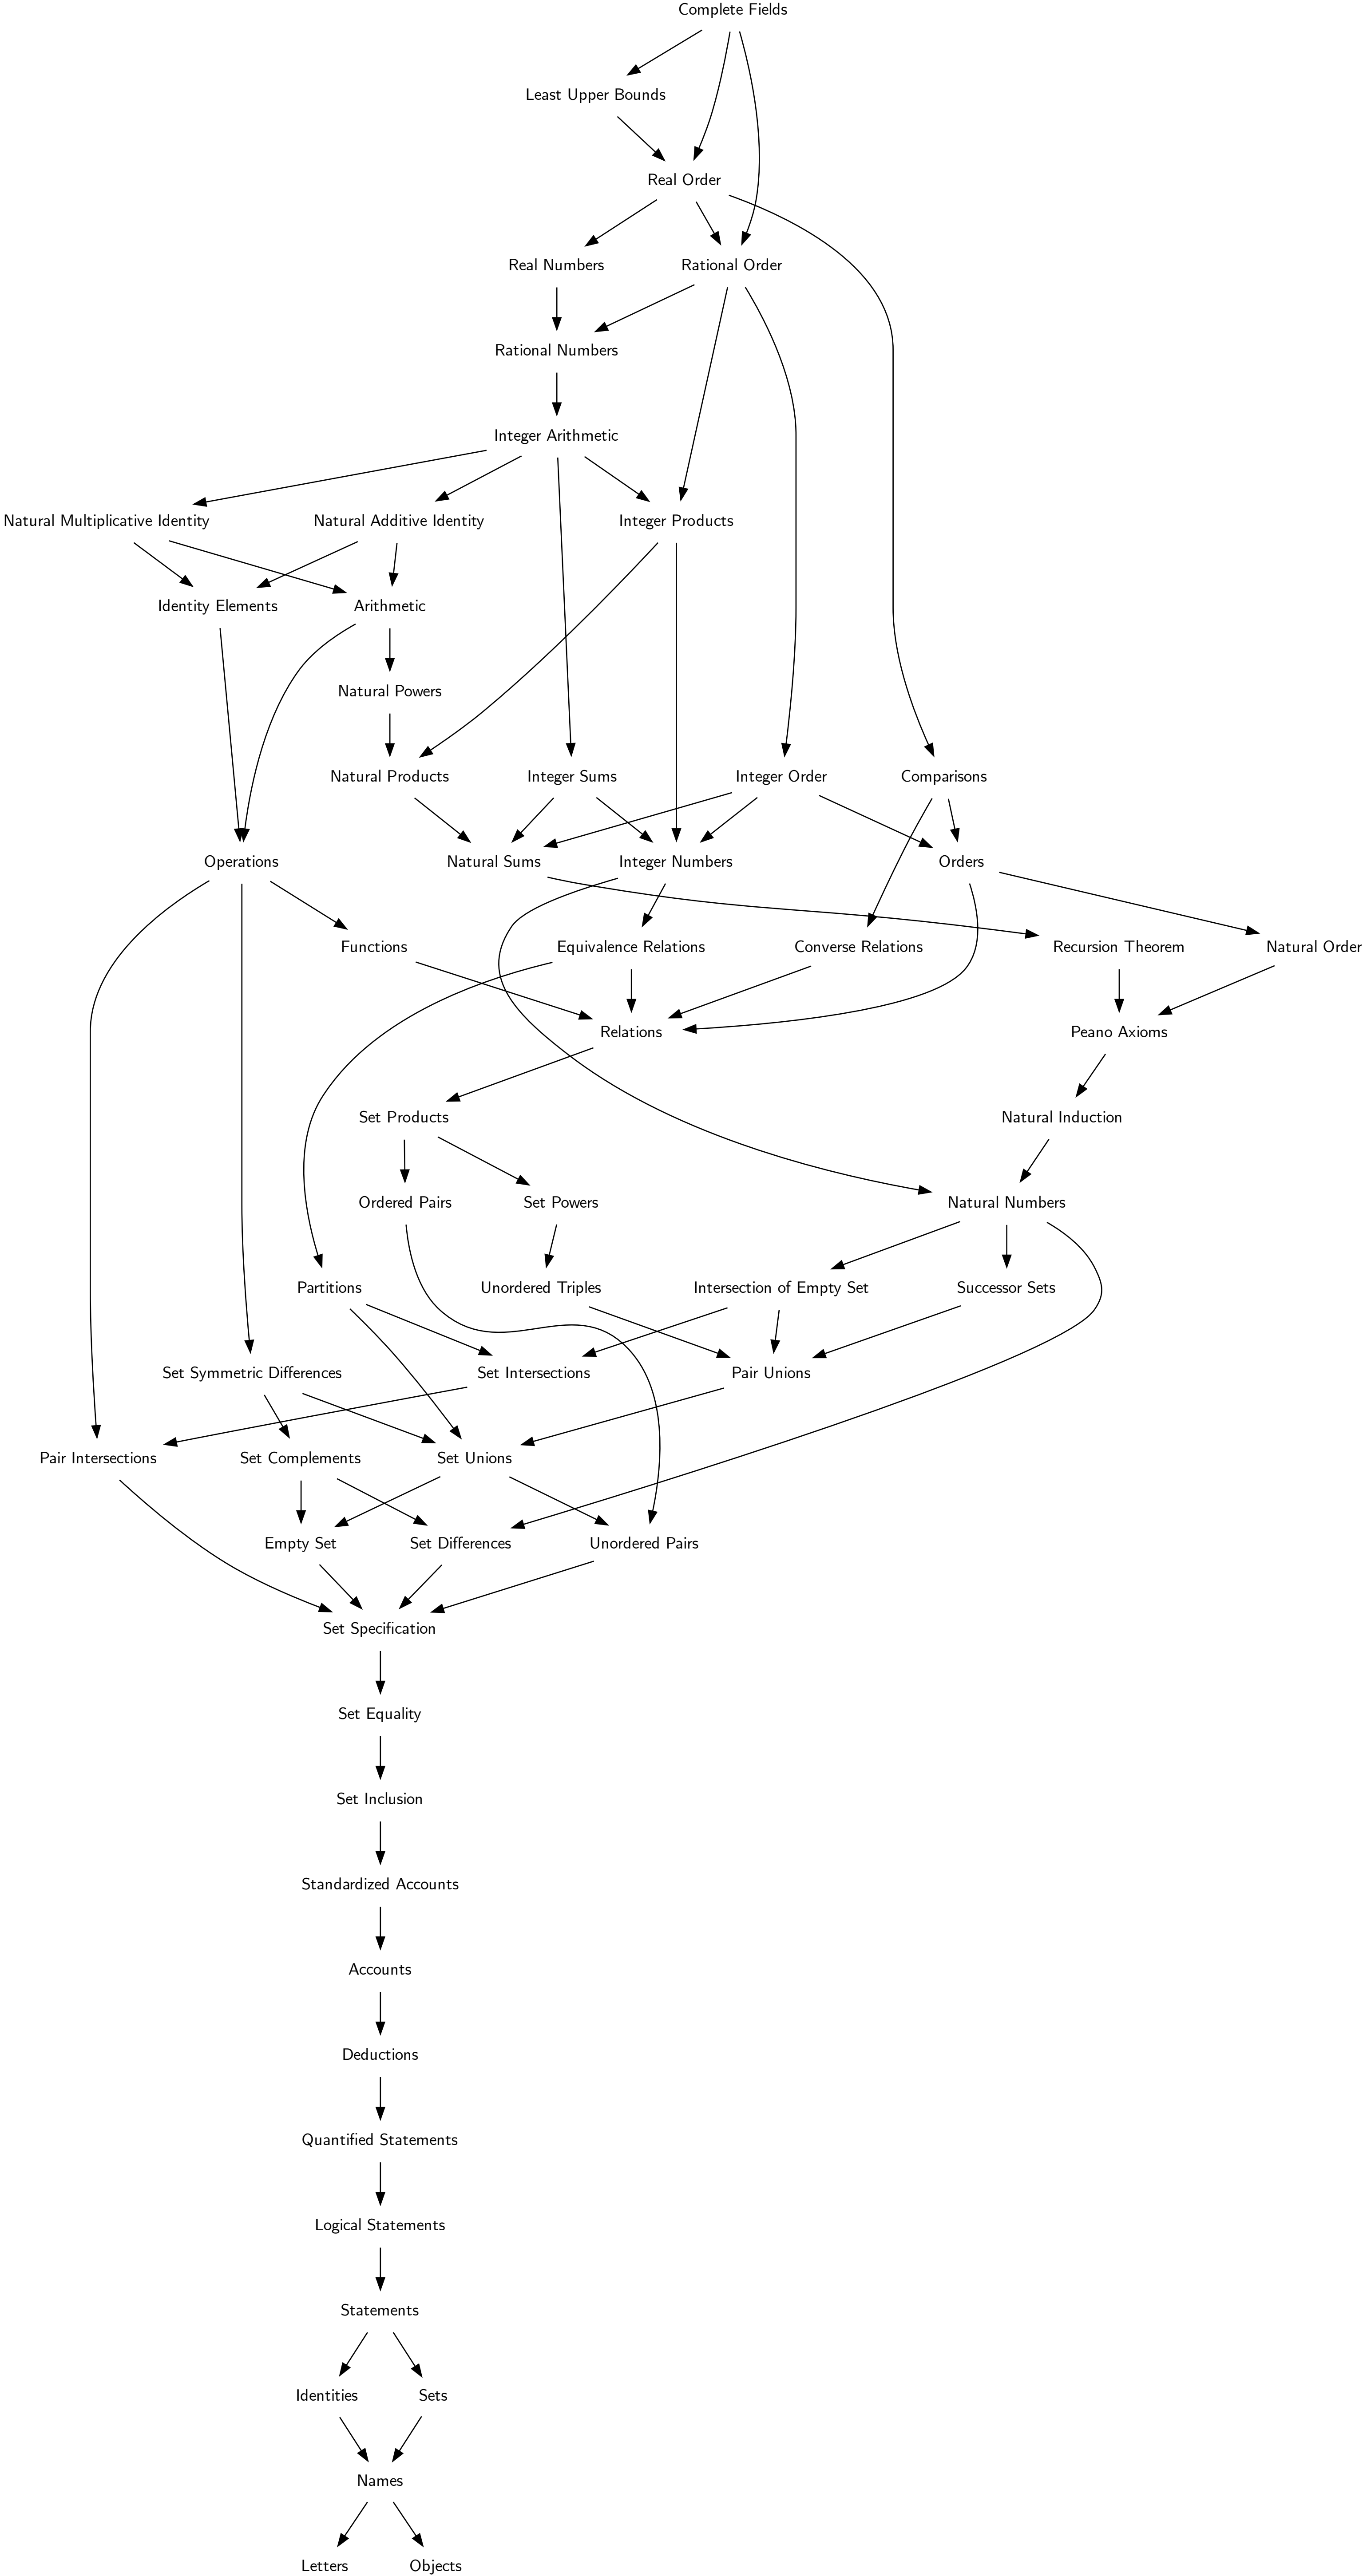 Complete Fields
Least Upper Bounds
Real Order
Real Numbers
Rational Order
Rational Numbers
Integer Arithmetic
Natural Multiplicative Identity
Natural Additive Identity
Integer Products
Identity Elements
Arithmetic
Natural Powers
Natural Products
Integer Sums
Integer Order
Comparisons
Operations
Natural Sums
Integer Numbers
Orders
Functions
Equivalence Relations
Converse Relations
Recursion Theorem
Natural Order
Relations
Peano Axioms
Set Products
Natural Induction
Ordered Pairs
Set Powers
Natural Numbers
Partitions
Unordered Triples
Intersection of Empty Set
Successor Sets
Set Symmetric Differences
Set Intersections
Pair Unions
Pair Intersections
Set Complements
Set Unions
Empty Set
Set Differences
Unordered Pairs
Set Specification
Set Equality
Set Inclusion
Standardized Accounts
Accounts
Deductions
Quantified Statements
Logical Statements
Statements
Identities
Sets
Names
Letters
Objects